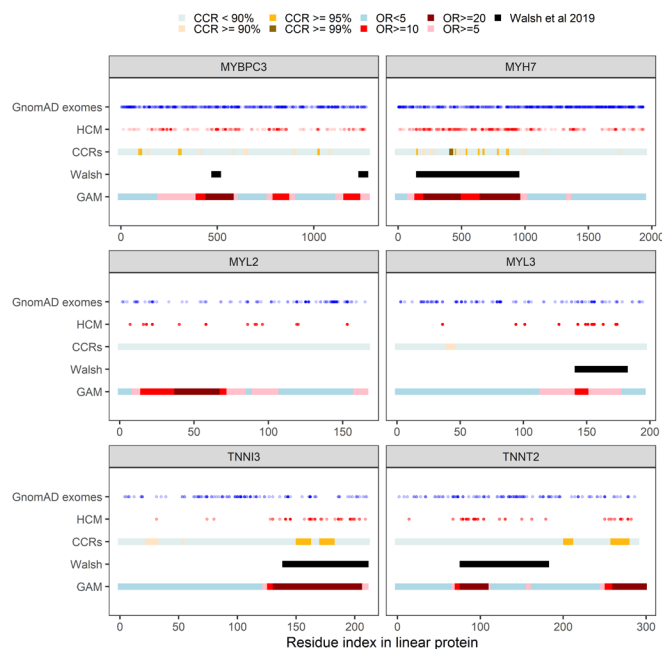 CCR < 90% CCR >= 95% OR<5 OR>=20 Walsh et al 2019
CCR >= 90% CCR >= 99% OR>=10 OR>=5
MYBPC3 MYH7
GnomAD exomes
HCM
CCRs
Walsh
GAM
0 500 1000 0 500 1000 1500 2000
MYL2 MYL3
GnomAD exomes
HCM
CCRs
Walsh
GAM
0 50 100 150 0 50 100 150 200
TNNI3 TNNT2
GnomAD exomes
HCM
CCRs
Walsh
GAM
0 50 100 150 200 0 100 200 300
Residue index in linear protein